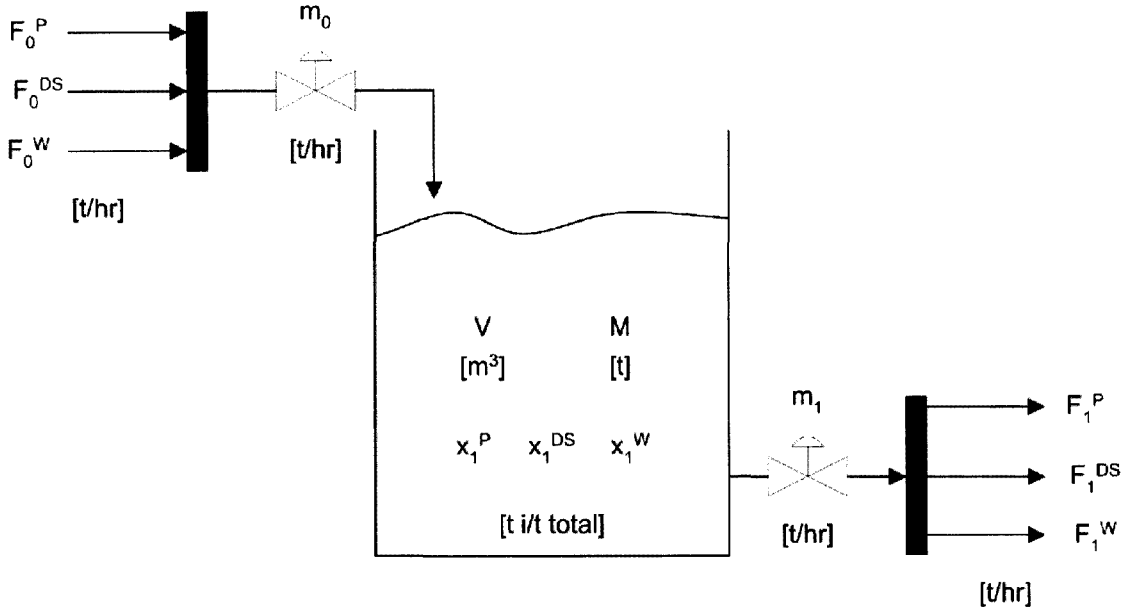 F₀ᴾ
F₀ᴰˢ
F₀ᵂ
[t/hr]
m₀
[t/hr]
V M
[m³] [t]
x₁ᴾ x₁ᴰˢ x₁ᵂ
[t i/t total]
m₁
[t/hr]
F₁ᴾ
F₁ᴰˢ
F₁ᵂ
[t/hr]